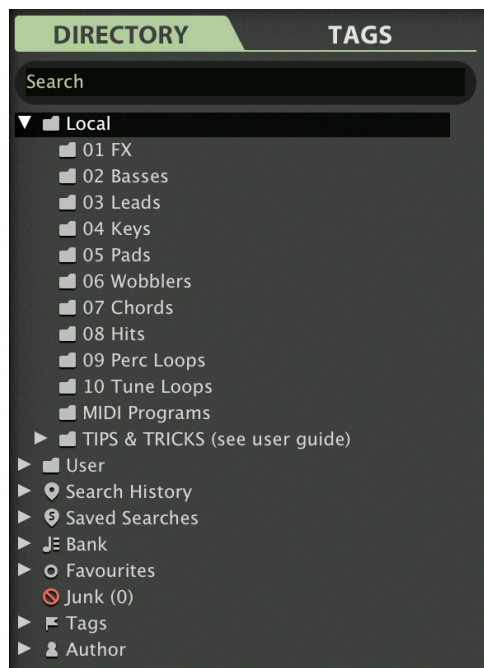 DIRECTORY TAGS
Search
Local
01 FX
02 Basses
03 Leads
04 Keys
05 Pads
06 Wobblers
07 Chords
08 Hits
09 Perc Loops
10 Tune Loops
MIDI Programs
TIPS & TRICKS (see user guide)
User
Search History
Saved Searches
Bank
Favourites
Junk (0)
Tags
Author